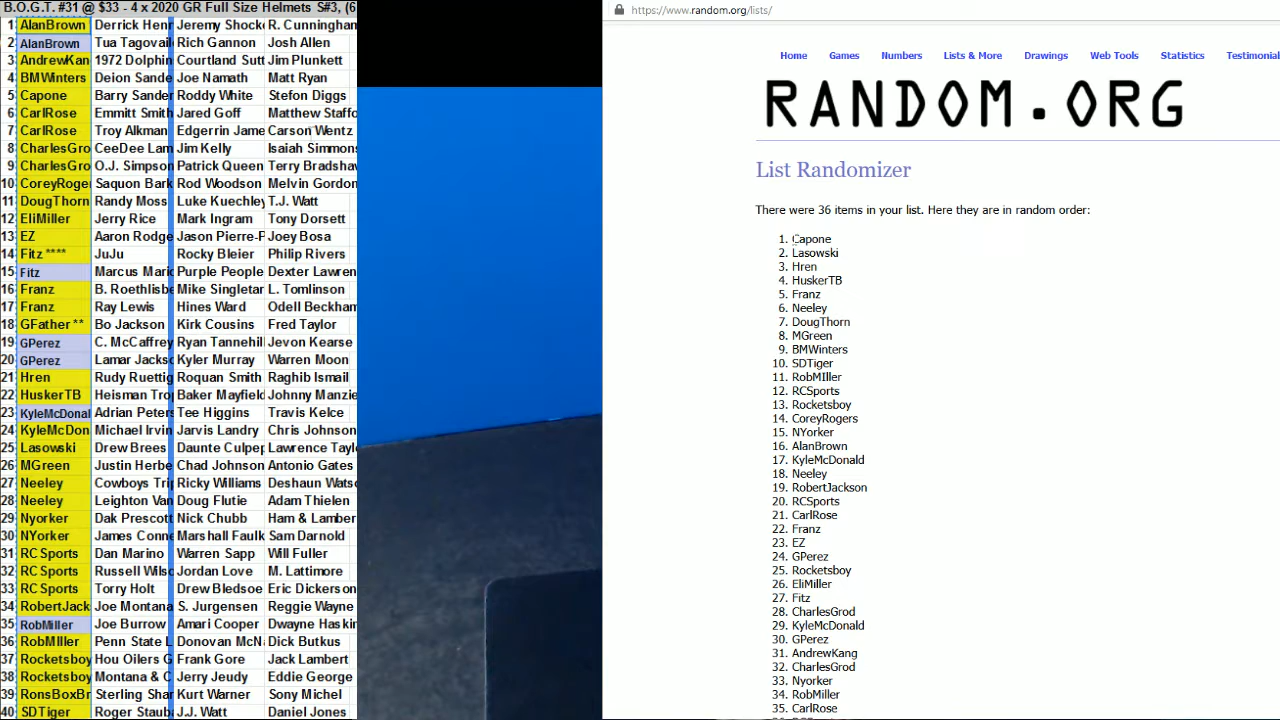 B.O.G.T. #31 @ $33 - 4 x 2020 GR Full Size Helmets S#3, (6
1 AlanBrown Derrick Henr Jeremy Shock R. Cunningham
2 AlanBrown Tua Tagovail Rich Gannon Josh Allen
3 AndrewKan 1972 Dolphin Courtland Sutt Jim Plunkett
4 BMWinters Deion Sande Joe Namath Matt Ryan
5 Capone Barry Sander Roddy White Stefon Diggs
6 CarlRose Emmitt Smith Jared Goff Matthew Staffo
7 CarlRose Troy Alkman Edgerrin Jame Carson Wentz
8 CharlesGro CeeDee Lam Jim Kelly Isaiah Simmons
9 CharlesGro O.J. Simpson Patrick Queen Terry Bradshaw
10 CoreyRoger Saquon Bark Rod Woodson Melvin Gordon
11 DougThorn Randy Moss Luke Kuechley T.J. Watt
12 EliMiller Jerry Rice Mark Ingram Tony Dorsett
13 EZ Aaron Rodge Jason Pierre-P Joey Bosa
14 Fitz **** JuJu Rocky Bleier Philip Rivers
15 Fitz Marcus Mari Purple People Dexter Lawren
16 Franz B. Roethlisbe Mike Singletar L. Tomlinson
17 Franz Ray Lewis Hines Ward Odell Beckham
18 GFather ** Bo Jackson Kirk Cousins Fred Taylor
19 GPerez C. McCaffrey Ryan Tannehill Jevon Kearse
20 GPerez Lamar Jackso Kyler Murray Warren Moon
21 Hren Rudy Ruettig Roquan Smith Raghib Ismail
22 HuskerTB Heisman Trop Baker Mayfield Johnny Manzie
23 KyleMcDonal Adrian Peters Tee Higgins Travis Kelce
24 KyleMcDon Michael Irvin Jarvis Landry Chris Johnson
25 Lasowski Drew Brees Daunte Culpep Lawrence Taylo
26 MGreen Justin Herbe Chad Johnson Antonio Gates
27 Neeley Cowboys Trip Ricky Williams Deshaun Watso
28 Neeley Leighton Van Doug Flutie Adam Thielen
29 Nyorker Dak Prescott Nick Chubb Ham & Lamber
30 NYorker James Conne Marshall Faulk Sam Darnold
31 RC Sports Dan Marino Warren Sapp Will Fuller
32 RC Sports Russell Wils Jordan Love M. Lattimore
33 RC Sports Torry Holt Drew Bledsoe Eric Dickerson
34 RobertJack Joe Montana S. Jurgensen Reggie Wayne
35 RobMiller Joe Burrow Amari Cooper Dwayne Haskin
36 RobMIller Penn State L Donovan McN Dick Butkus
37 Rocketsboy Hou Oilers G Frank Gore Jack Lambert
38 Rocketsboy Montana & C Jerry Jeudy Eddie George
39 RonsBoxBr Sterling Shar Kurt Warner Sony Michel
40 SDTiger Roger Staub J.J. Watt Daniel Jones
https://www.random.org/lists/
Home Games Numbers Lists & More Drawings Web Tools Statistics Testimonial
RANDOM.ORG
List Randomizer
There were 36 items in your list. Here they are in random order:
1. Capone
2. Lasowski
3. Hren
4. HuskerTB
5. Franz
6. Neeley
7. DougThorn
8. MGreen
9. BMWinters
10. SDTiger
11. RobMIller
12. RCSports
13. Rocketsboy
14. CoreyRogers
15. NYorker
16. AlanBrown
17. KyleMcDonald
18. Neeley
19. RobertJackson
20. RCSports
21. CarlRose
22. Franz
23. EZ
24. GPerez
25. Rocketsboy
26. EliMiller
27. Fitz
28. CharlesGrod
29. KyleMcDonald
30. GPerez
31. AndrewKang
32. CharlesGrod
33. Nyorker
34. RobMiller
35. CarlRose